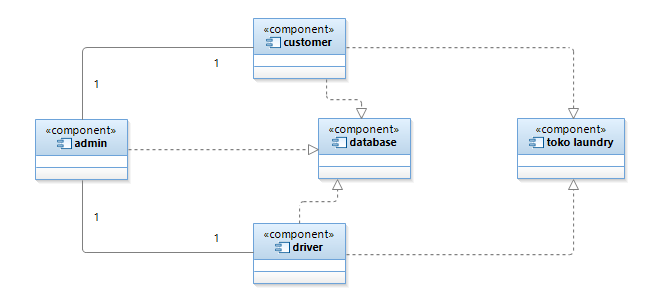 «component»
customer
1
1
«component»
admin
«component»
database
«component»
toko laundry
1
1
«component»
driver